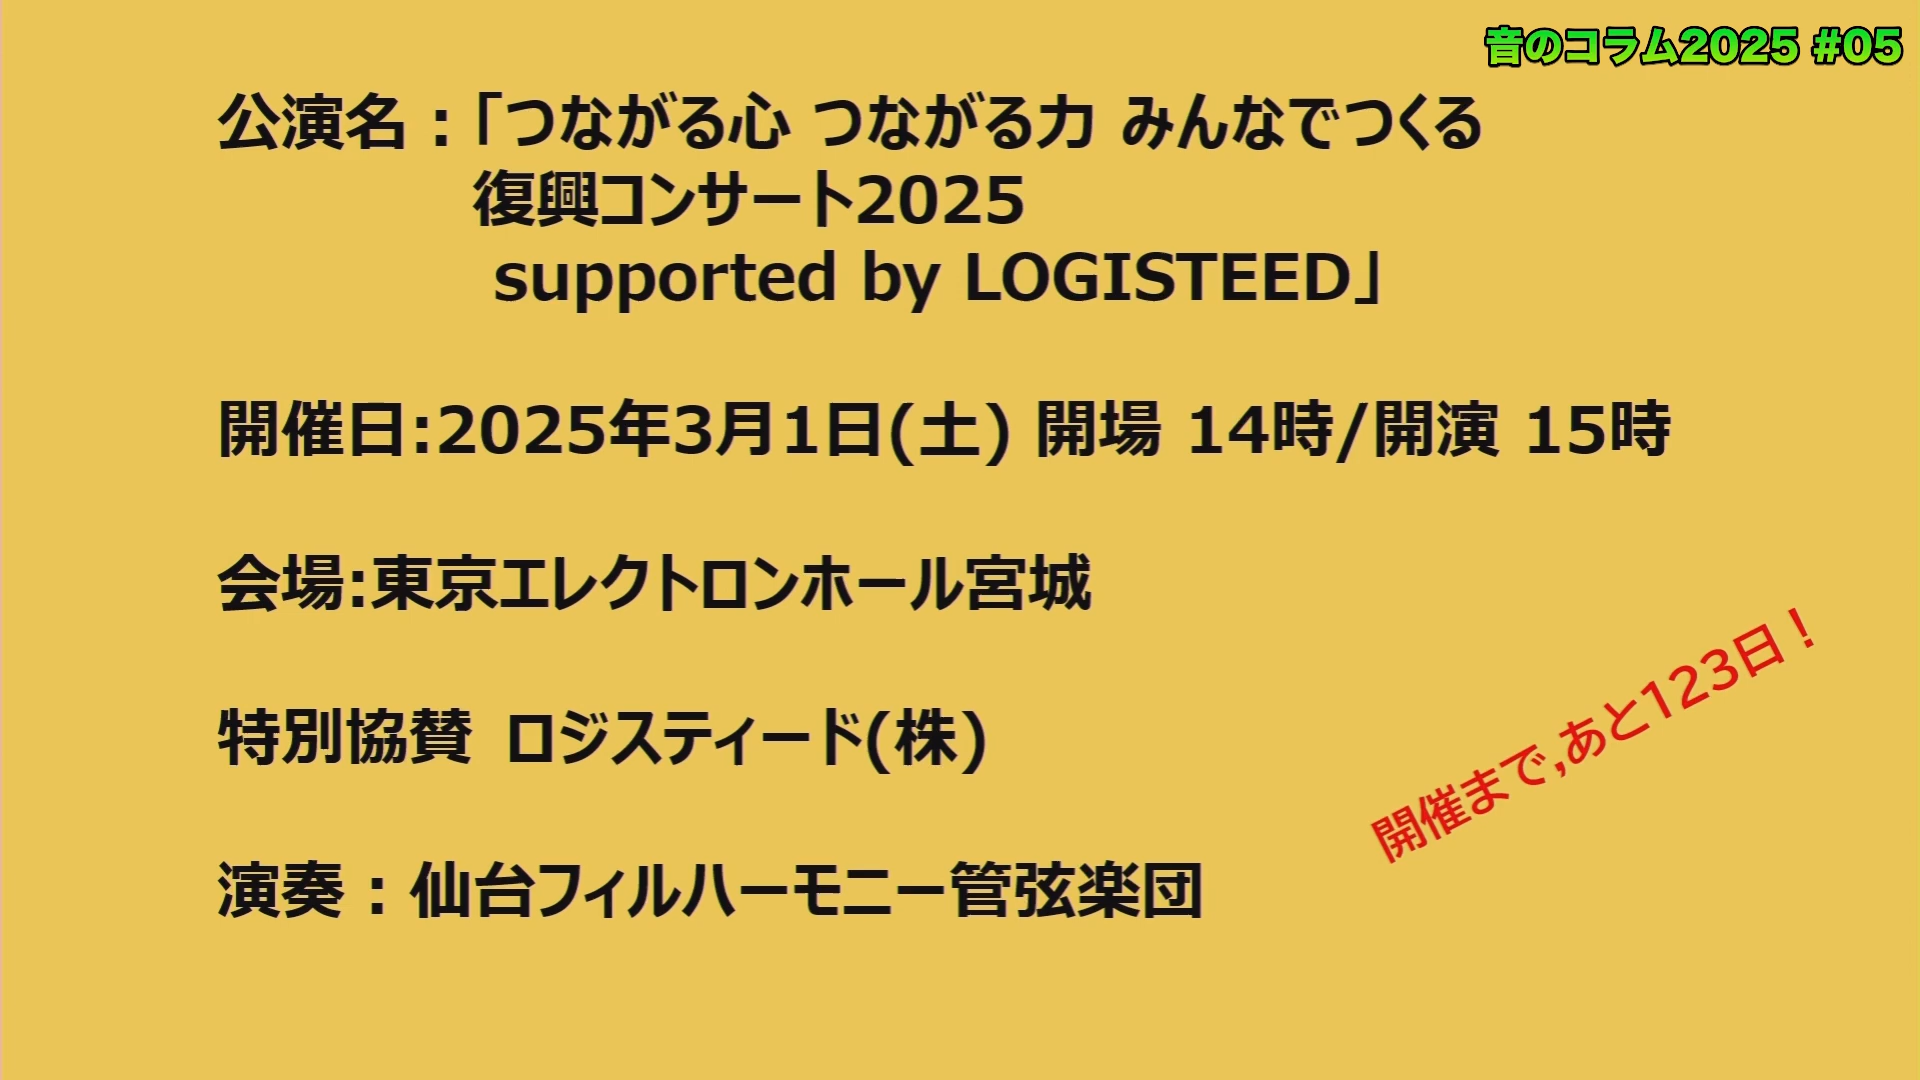 音のコラム2025 #05
公演名：「つながる心 つながる力 みんなでつくる
復興コンサート2025
supported by LOGISTEED」
開催日:2025年3月1日(土) 開場 14時/開演 15時
会場:東京エレクトロンホール宮城
特別協賛 ロジスティード(株)
開催まで,あと123日！
演奏：仙台フィルハーモニー管弦楽団